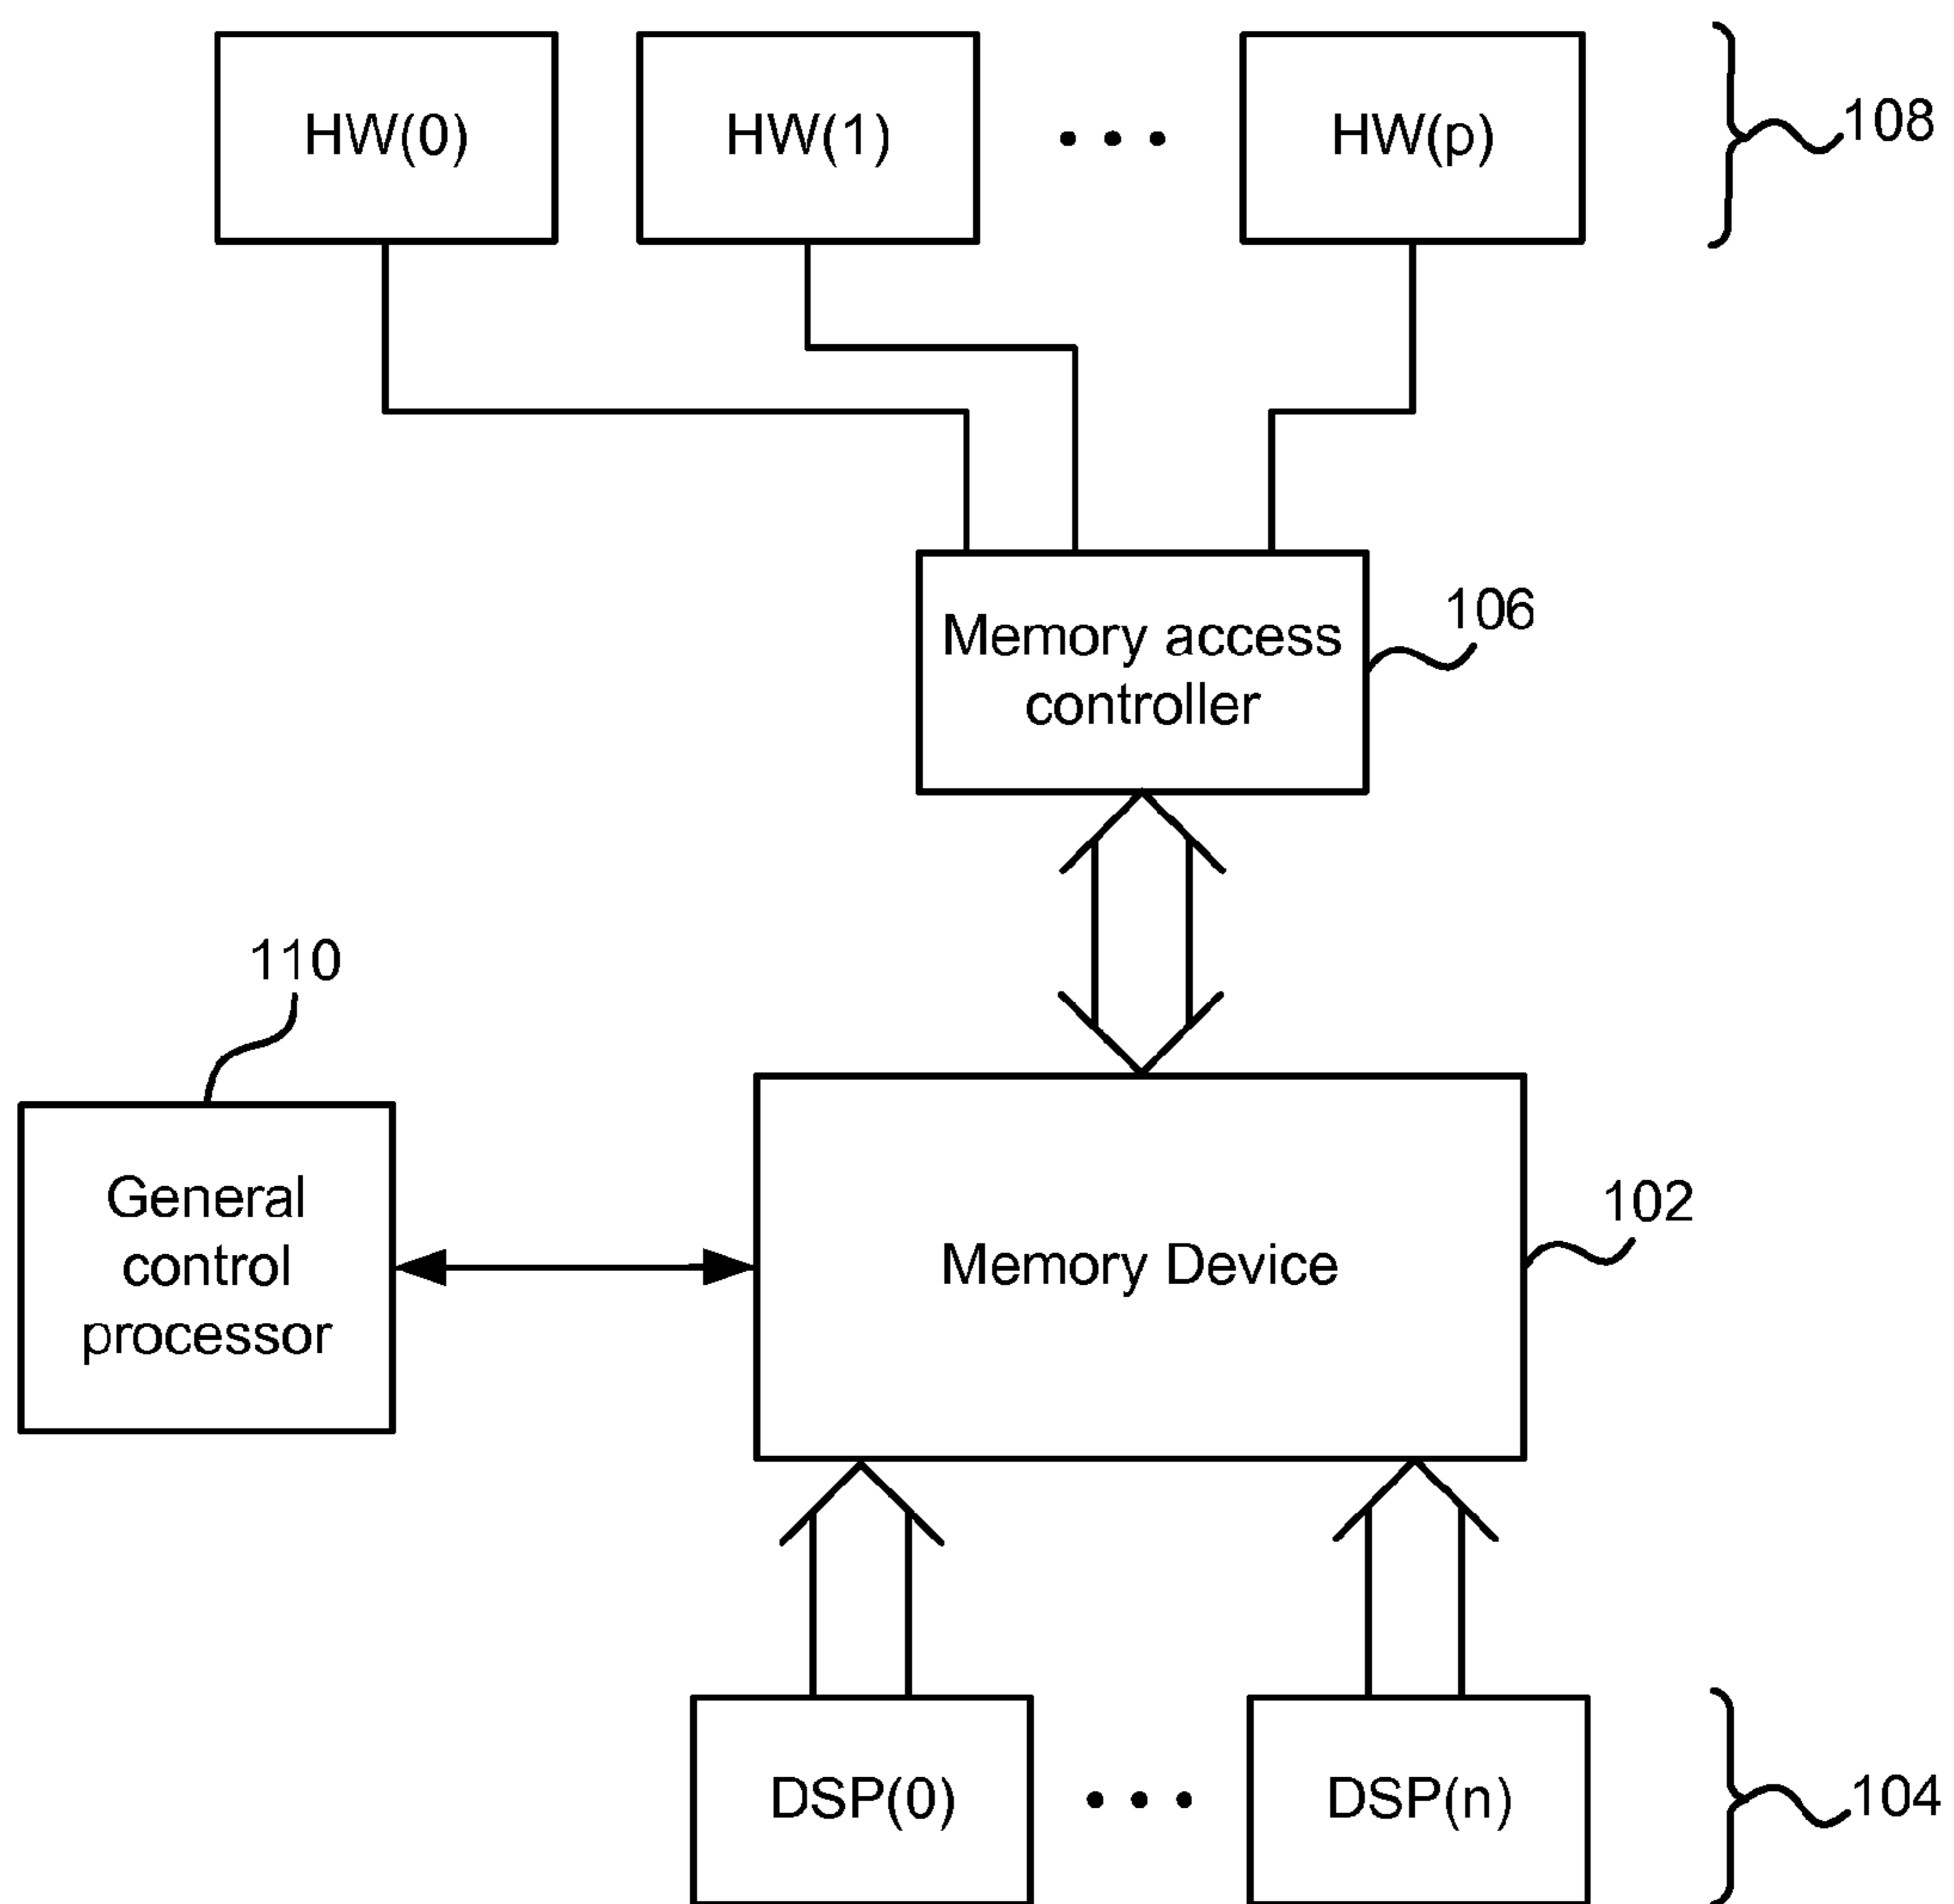 HW(0)
HW(1)
• • •
HW(p)
108
Memory access
controller
106
110
General
control
processor
Memory Device
102
DSP(0)
• • •
DSP(n)
104